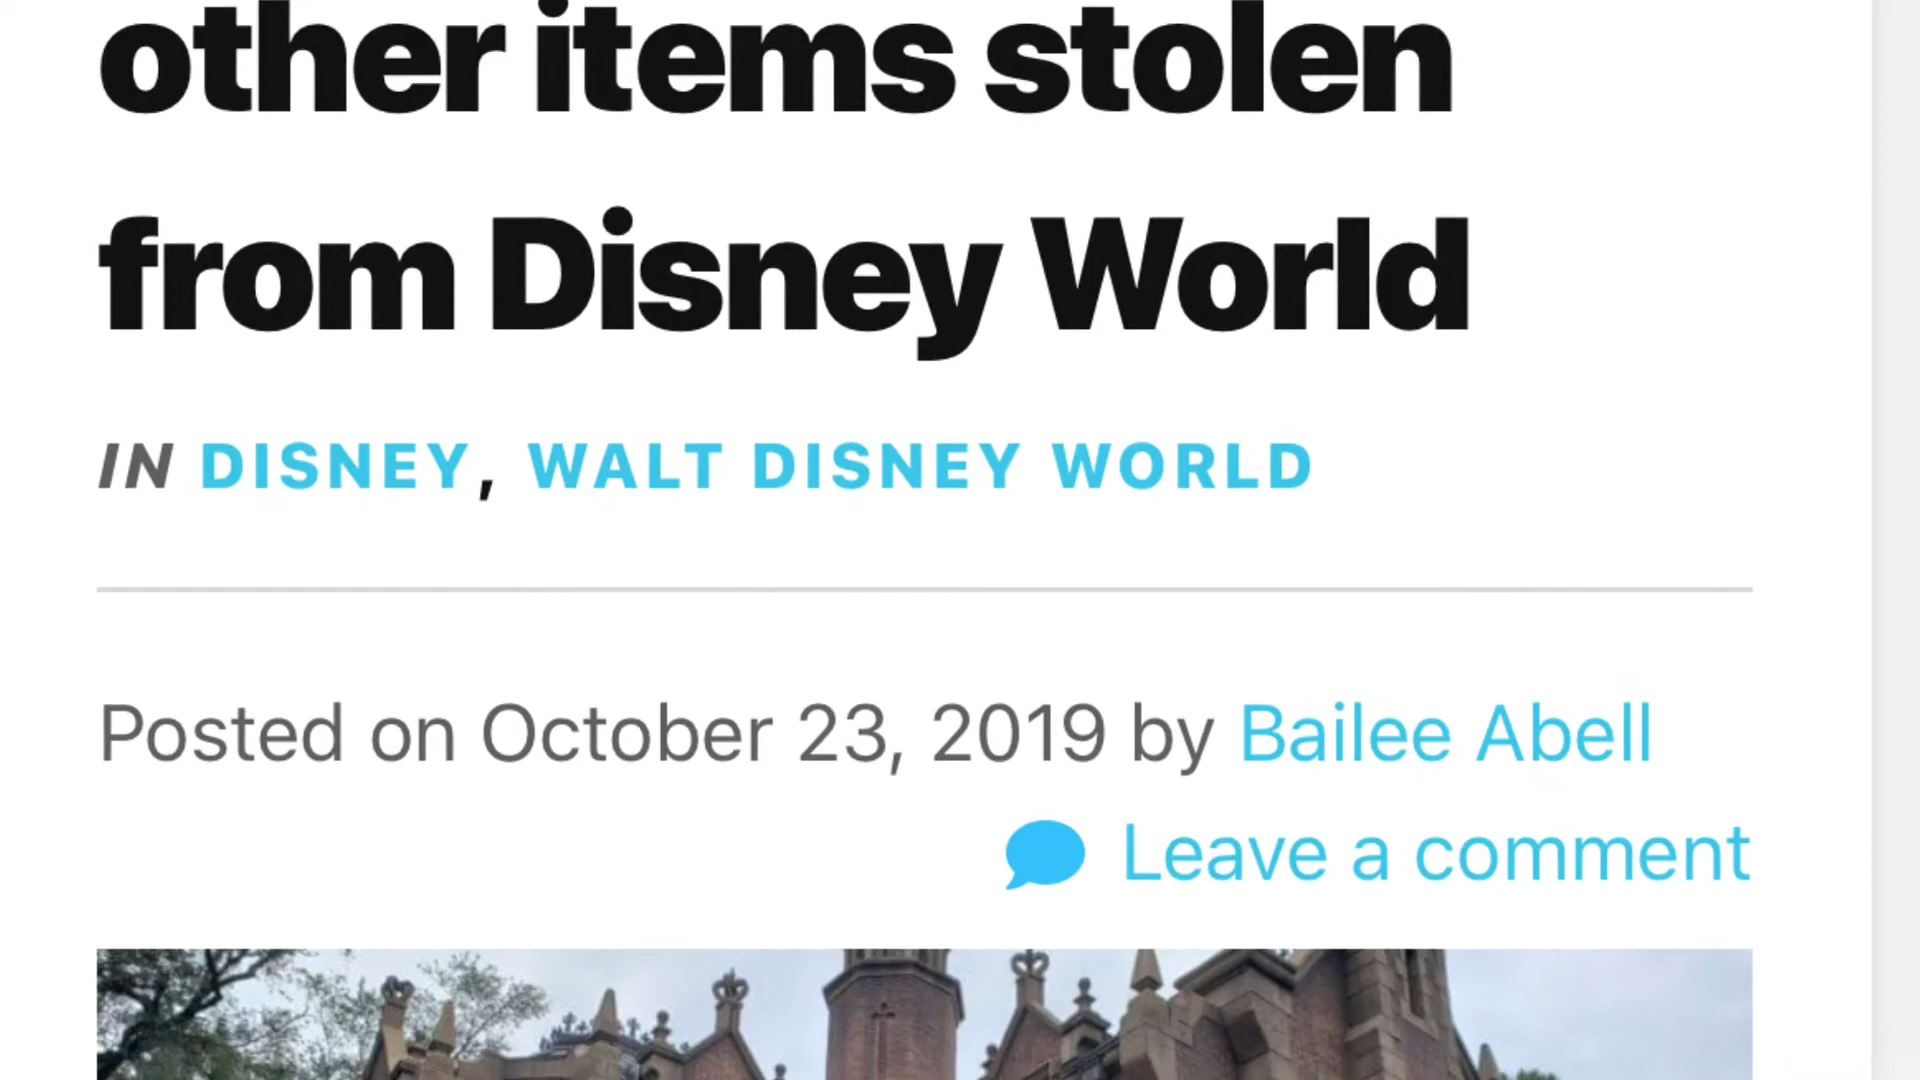 other items stolen
from Disney World
IN DISNEY, WALT DISNEY WORLD
Posted on October 23, 2019 by Bailee Abell
Leave a comment